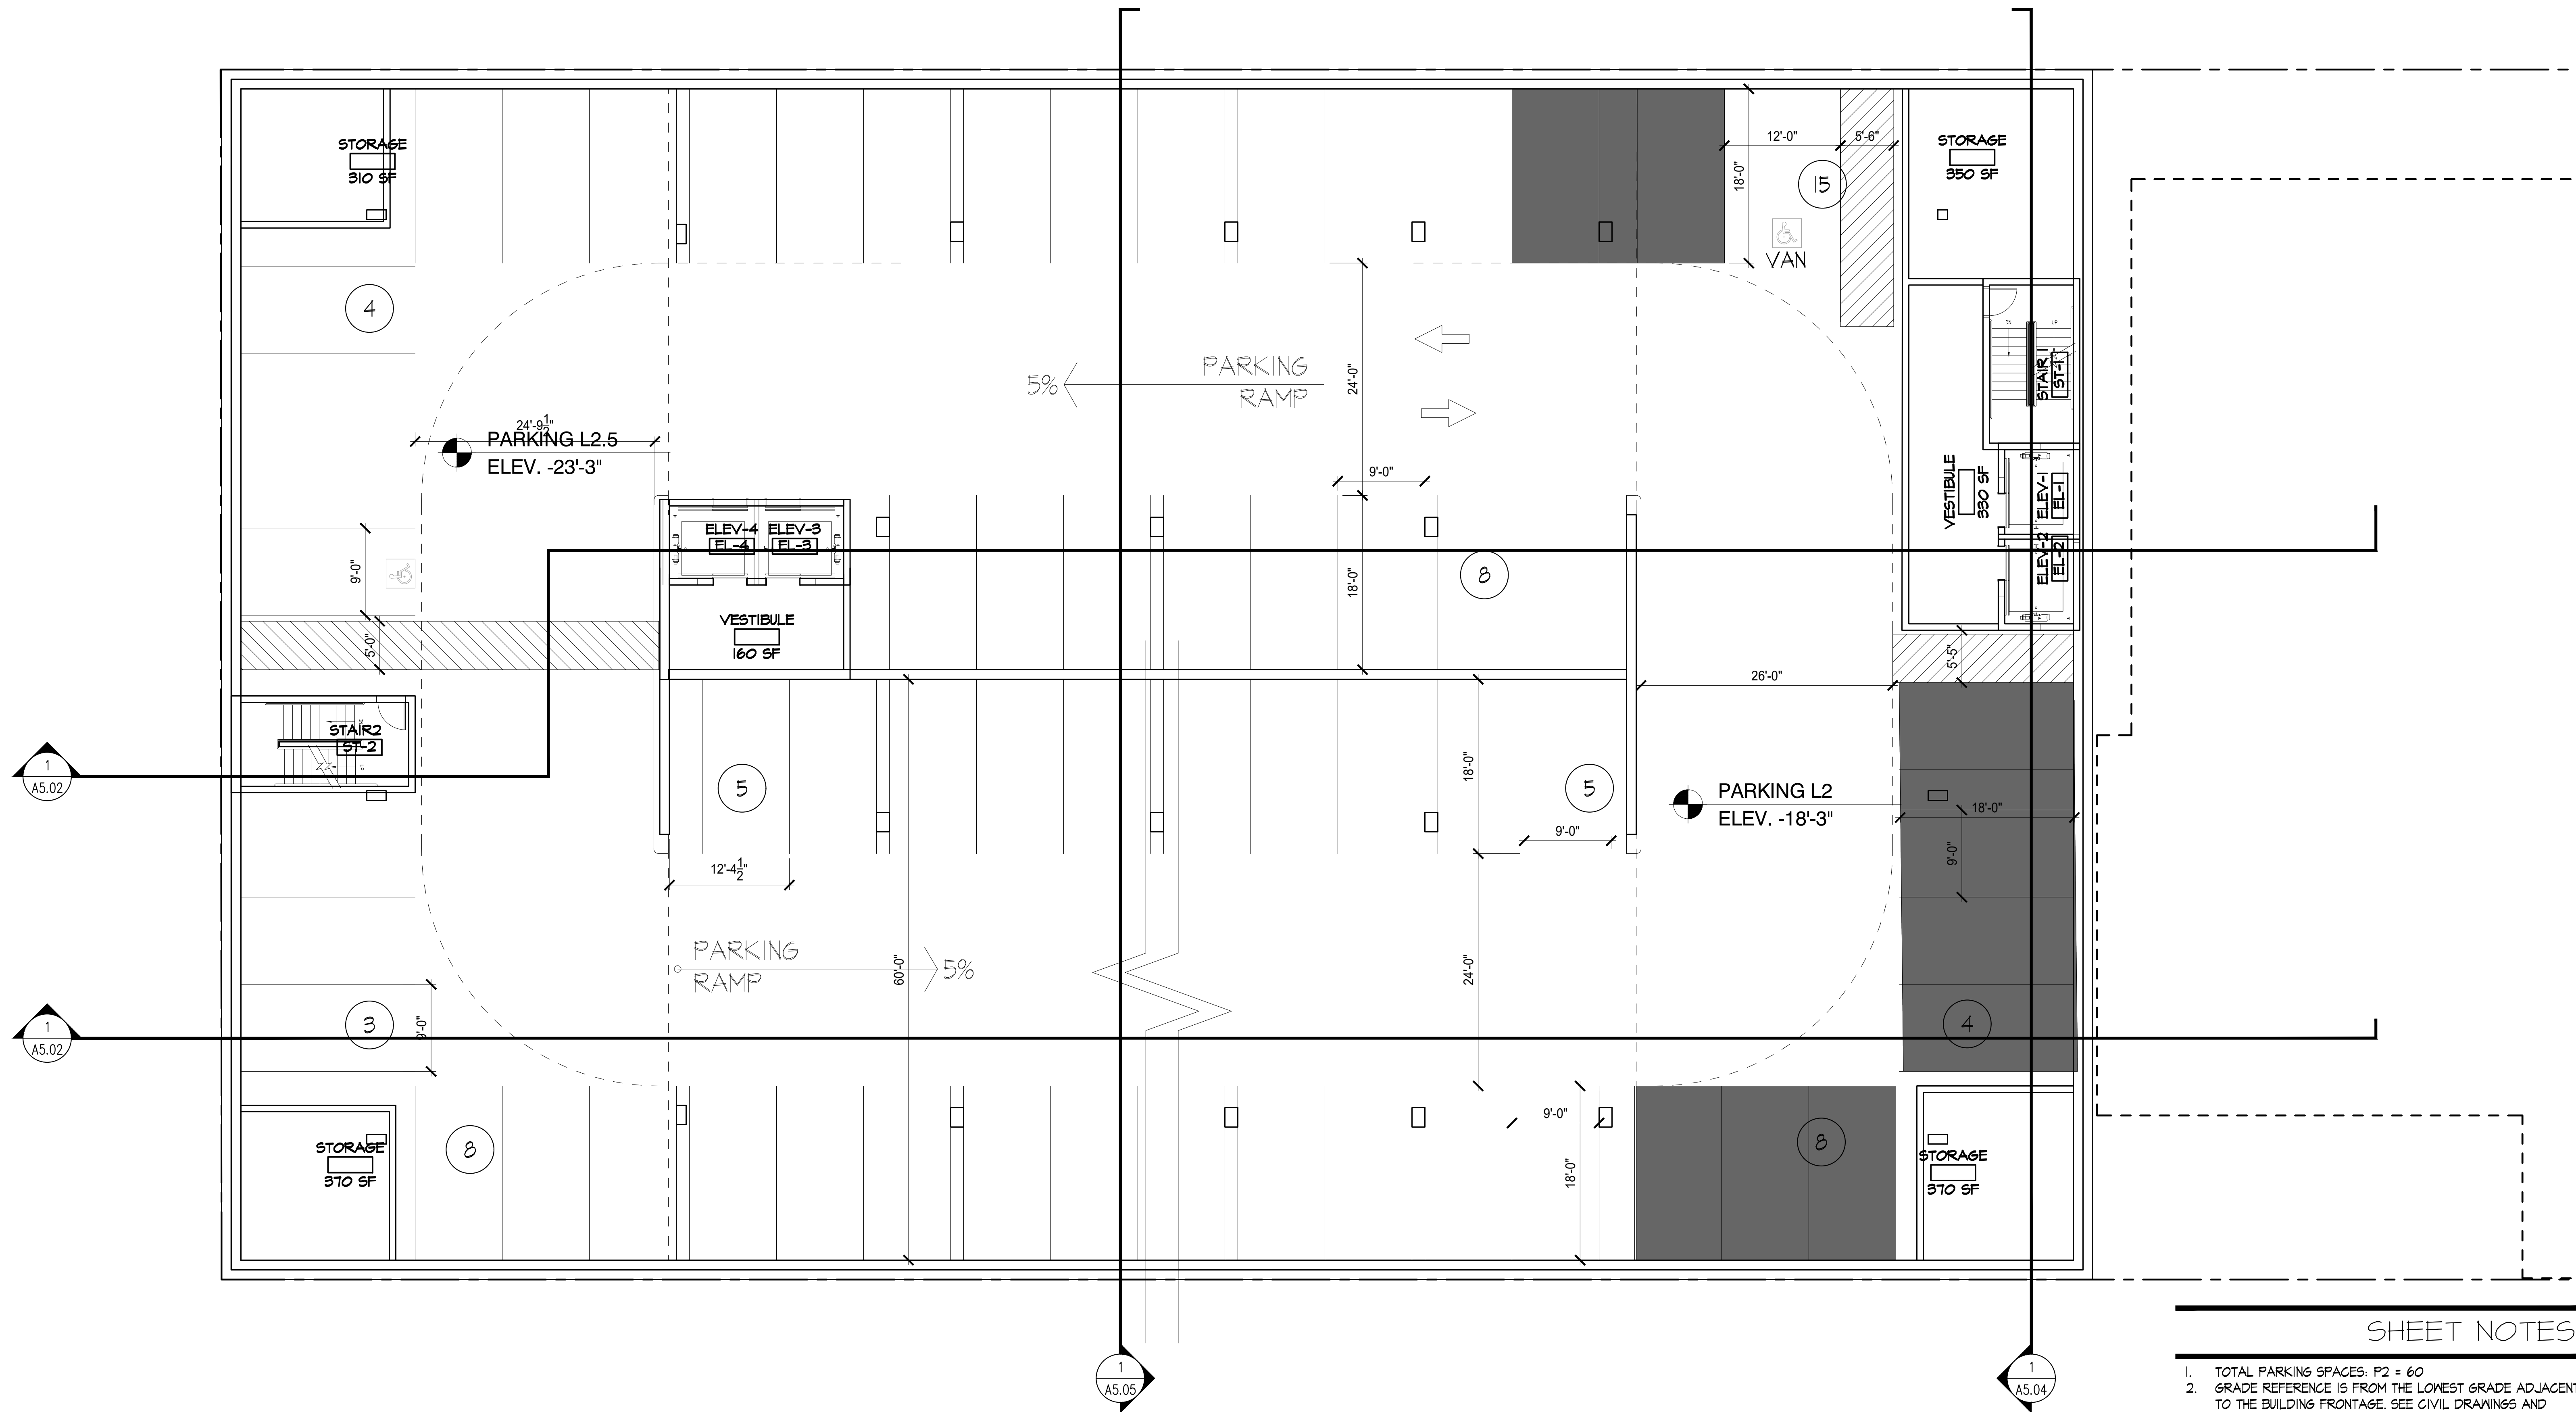 STORAGE
310 SF
12'-0"
5'-6"
18'-0"
15
VAN
STORAGE
350 SF
4
DN
UP
STAIR 1
ST-1
PARKING
RAMP
5%
24'-0"
24'-9 1/2"
PARKING L2.5
ELEV. -23'-3"
9'-0"
VESTIBULE
330 SF
ELEV-1
EL-1
ELEV-2
EL-2
ELEV-4
EL-4
ELEV-3
EL-3
8
18'-0"
9'-0"
5'-0"
VESTIBULE
160 SF
5'-5"
26'-0"
STAIR2
ST-2
1
A5.02
5
18'-0"
5
PARKING L2
ELEV. -18'-3"
18'-0"
9'-0"
9'-0"
12'-4 1/2"
PARKING
RAMP
5%
60'-0"
24'-0"
3
9'-0"
4
1
A5.02
9'-0"
8
8
18'-0"
STORAGE
370 SF
STORAGE
370 SF
1
A5.05
1
A5.04
SHEET NOTES
1. TOTAL PARKING SPACES: P2 = 60
2. GRADE REFERENCE IS FROM THE LOWEST GRADE ADJACENT
TO THE BUILDING FRONTAGE. SEE CIVIL DRAWINGS AND